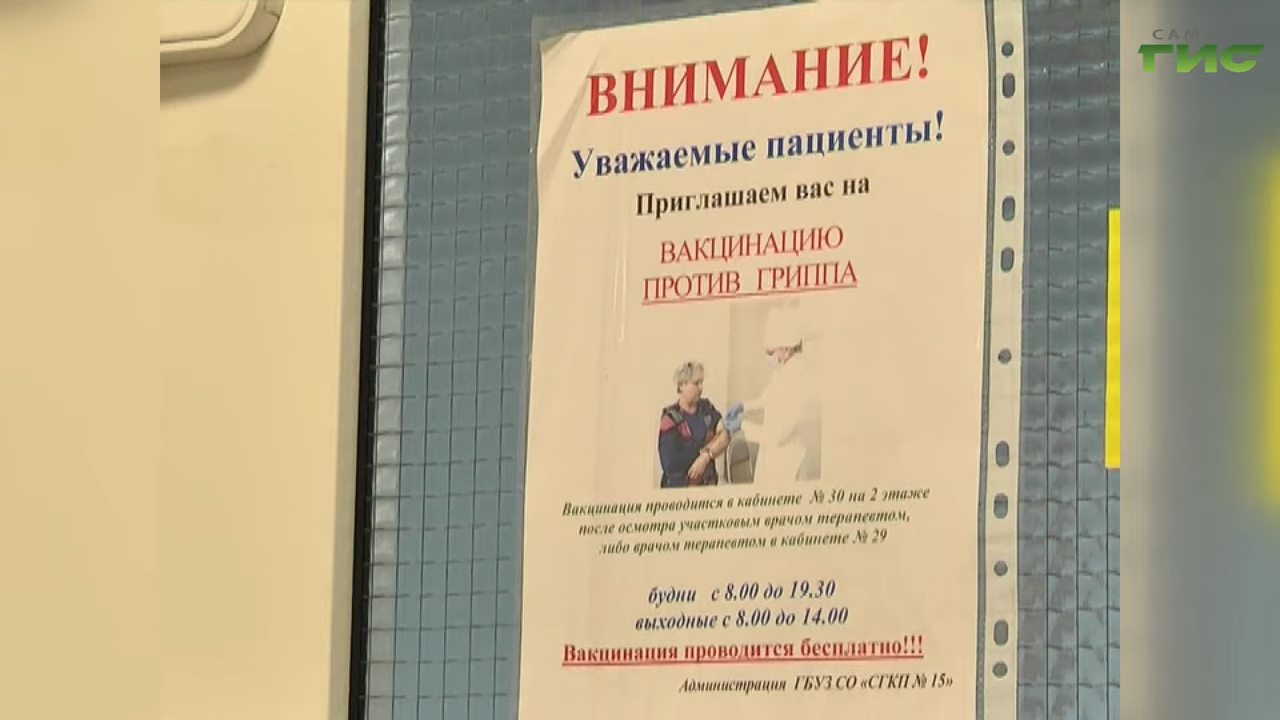 САМ
ГИС
ВНИМАНИЕ!
Уважаемые пациенты!
Приглашаем вас на
ВАКЦИНАЦИЮ
ПРОТИВ ГРИППА
Вакцинация проводится в кабинете № 30 на 2 этаже
после осмотра участковым врачом терапевтом,
либо врачом терапевтом в кабинете № 29
будни с 8.00 до 19.30
выходные с 8.00 до 14.00
Вакцинация проводится бесплатно!!!
Администрация ГБУЗ СО «СГКП № 15»